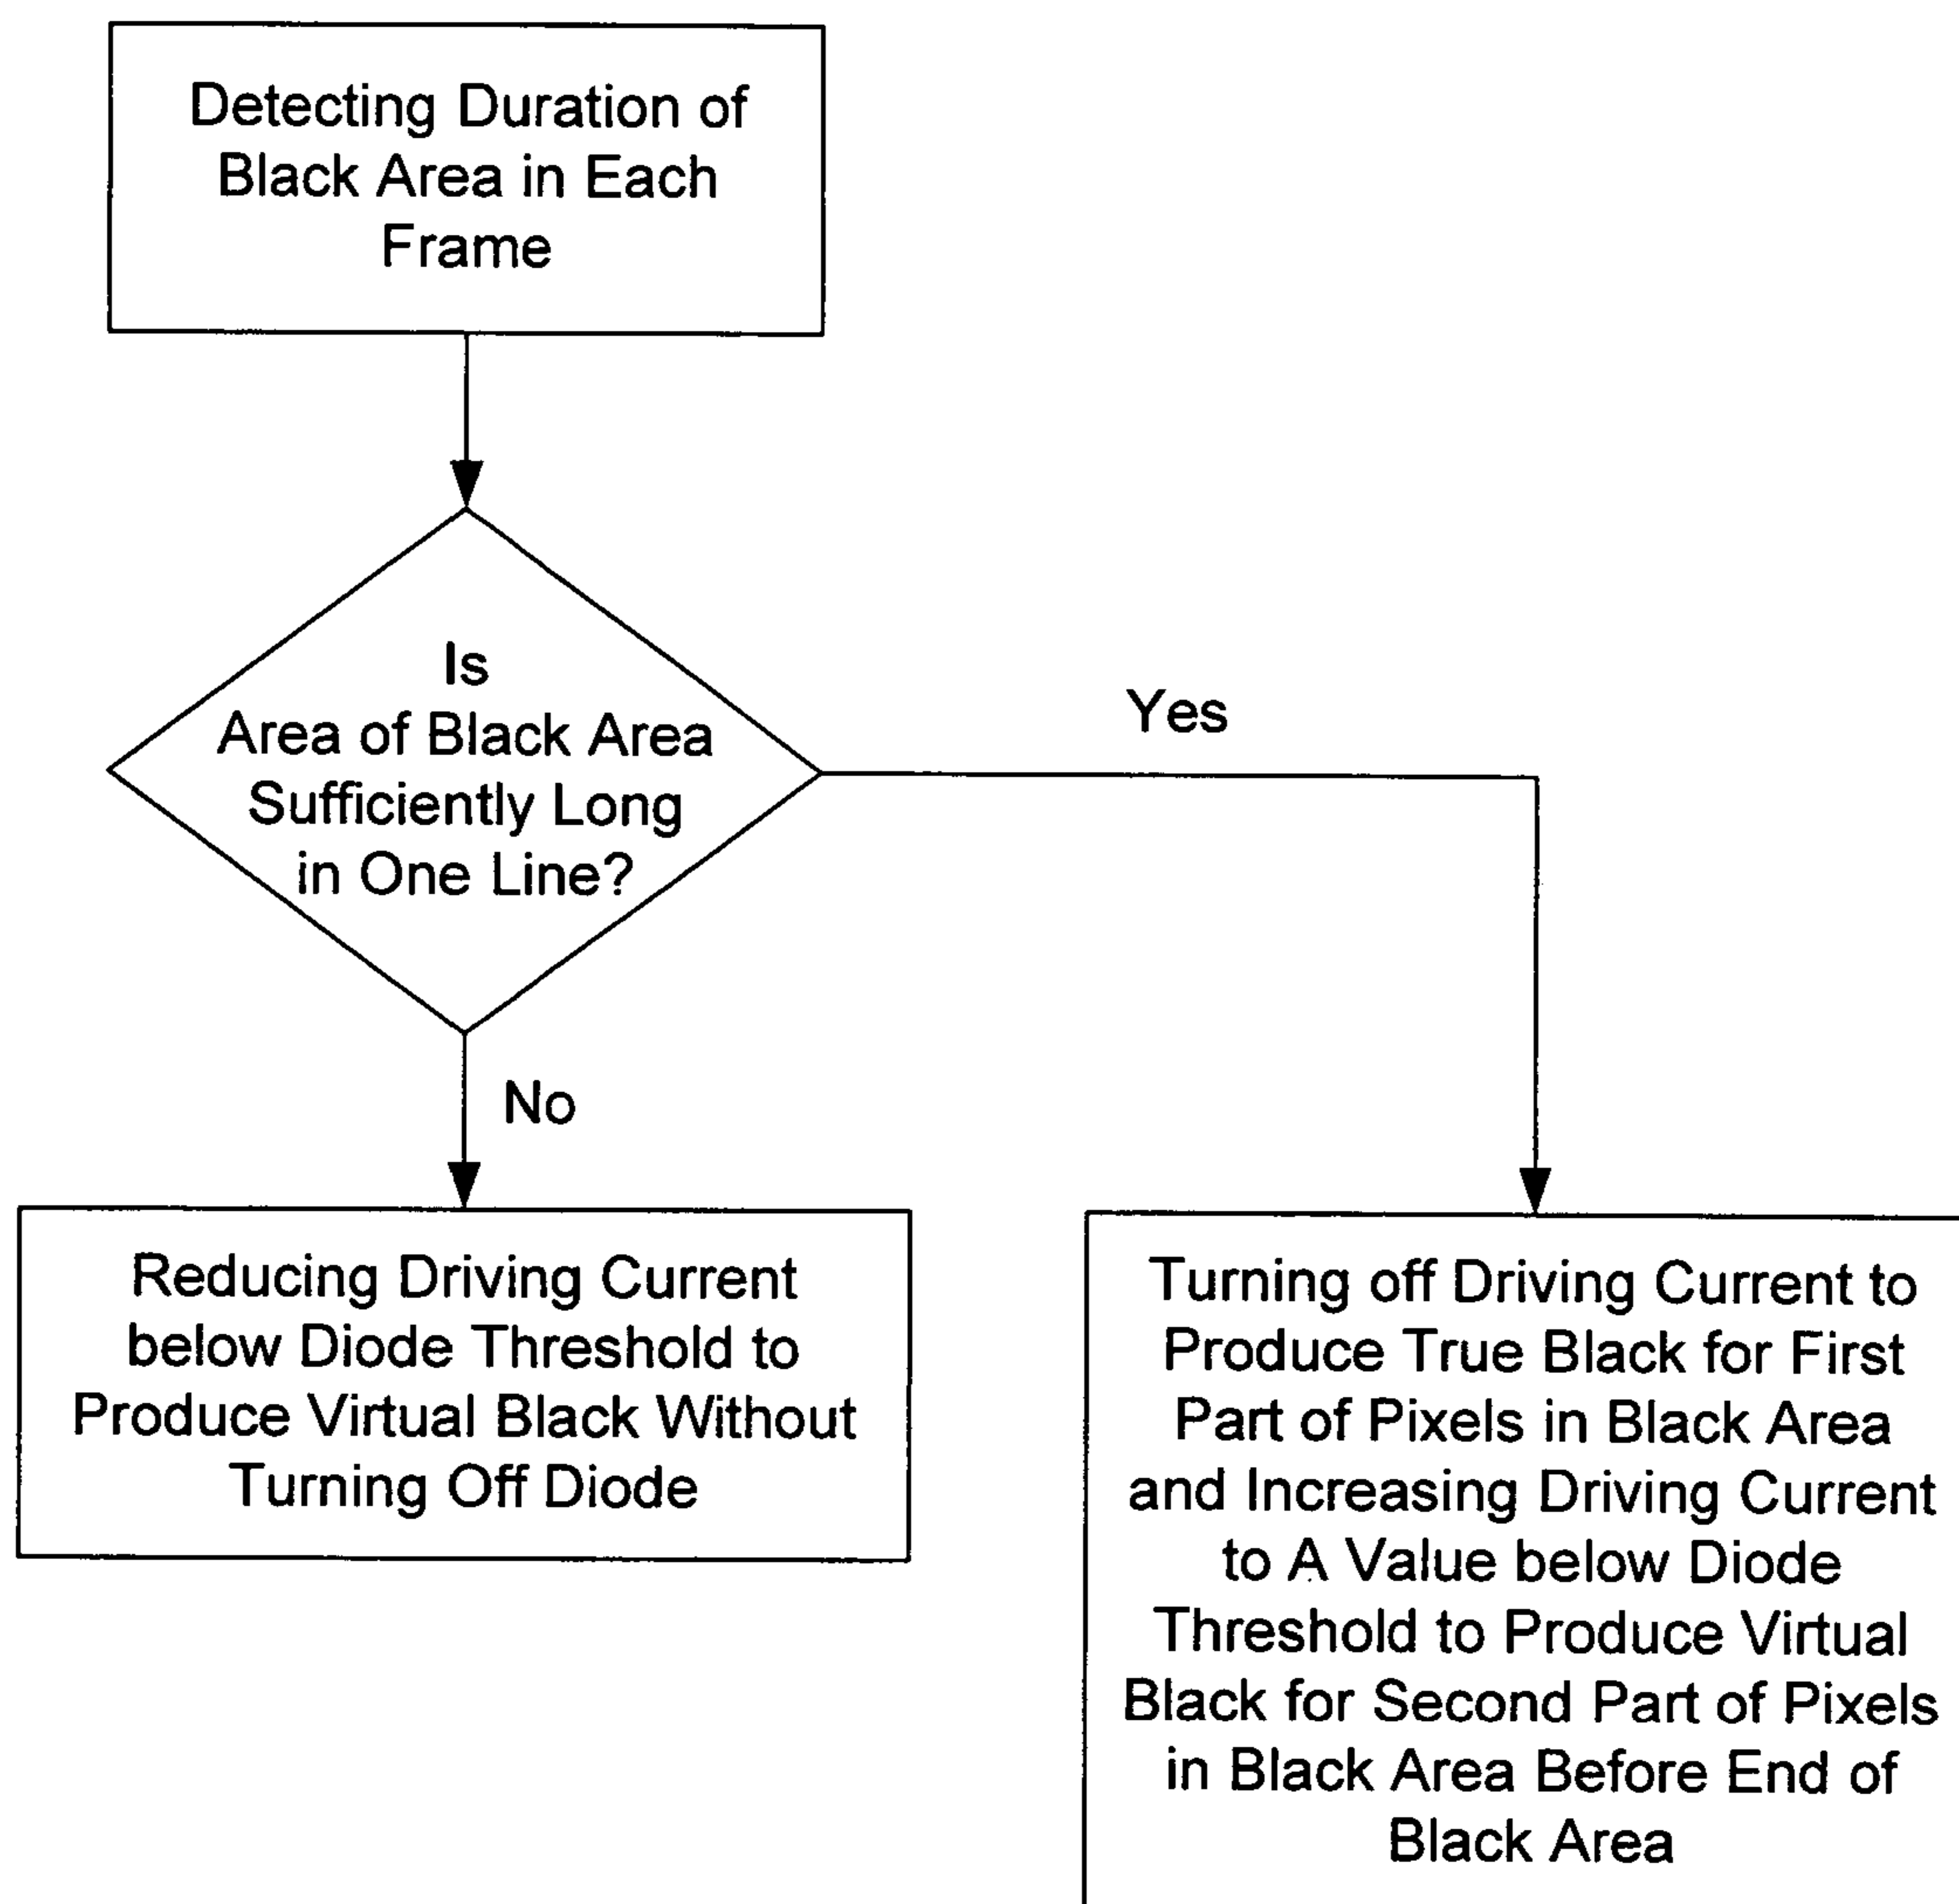 Detecting Duration of
Black Area in Each
Frame
Is
Area of Black Area
Sufficiently Long
in One Line?
Yes
No
Reducing Driving Current
below Diode Threshold to
Produce Virtual Black Without
Turning Off Diode
Turning off Driving Current to
Produce True Black for First
Part of Pixels in Black Area
and Increasing Driving Current
to A Value below Diode
Threshold to Produce Virtual
Black for Second Part of Pixels
in Black Area Before End of
Black Area